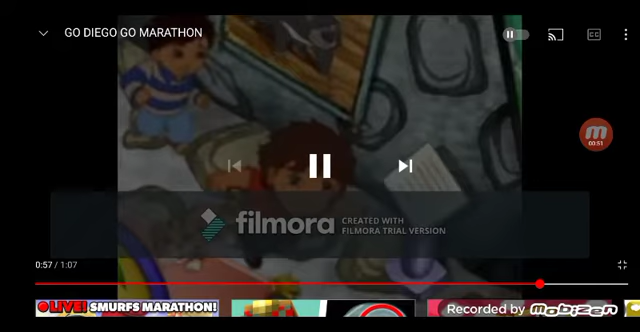 GO DIEGO GO MARATHON
CC
00:51
filmora
CREATED WITH
FILMORA TRIAL VERSION
0:57 / 1:07
LIVE! SMURFS MARATHON!
Recorded by Mobizen